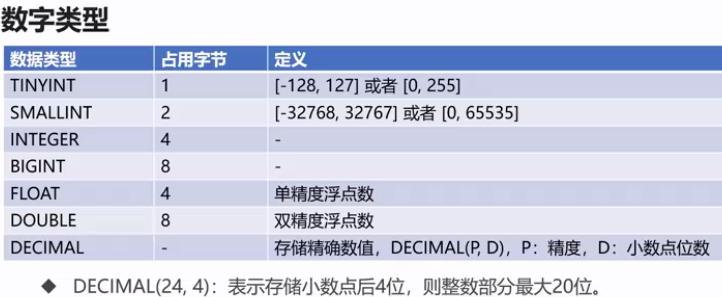 数字类型
数据类型 占用字节 定义
TINYINT 1 [-128, 127] 或者 [0, 255]
SMALLINT 2 [-32768, 32767] 或者 [0, 65535]
INTEGER 4 -
BIGINT 8 -
FLOAT 4 单精度浮点数
DOUBLE 8 双精度浮点数
DECIMAL - 存储精确数值，DECIMAL(P, D)，P：精度，D：小数点位数
◆ DECIMAL(24, 4)：表示存储小数点后4位，则整数部分最大20位。